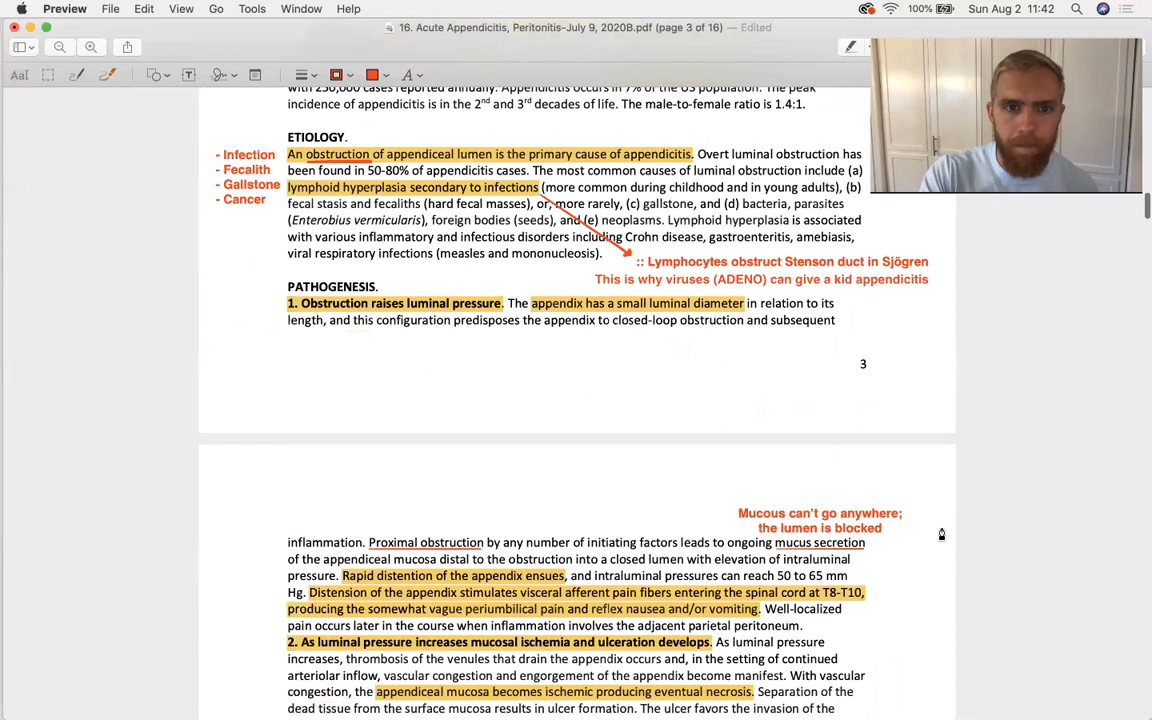 Preview File Edit View Go Tools Window Help 100% Sun Aug 2 11:42
16. Acute Appendicitis, Peritonitis-July 9, 2020B.pdf (page 3 of 16) — Edited
with 250,000 cases reported annually. Appendicitis occurs in 7% of the US population. The peak
incidence of appendicitis is in the 2nd and 3rd decades of life. The male-to-female ratio is 1.4:1.
ETIOLOGY.
- Infection
- Fecalith
- Gallstone
- Cancer
An obstruction of appendiceal lumen is the primary cause of appendicitis. Overt luminal obstruction has
been found in 50-80% of appendicitis cases. The most common causes of luminal obstruction include (a)
lymphoid hyperplasia secondary to infections (more common during childhood and in young adults), (b)
fecal stasis and fecaliths (hard fecal masses), or, more rarely, (c) gallstone, and (d) bacteria, parasites
(Enterobius vermicularis), foreign bodies (seeds), and (e) neoplasms. Lymphoid hyperplasia is associated
with various inflammatory and infectious disorders including Crohn disease, gastroenteritis, amebiasis,
viral respiratory infections (measles and mononucleosis).
:: Lymphocytes obstruct Stenson duct in Sjögren
This is why viruses (ADENO) can give a kid appendicitis
PATHOGENESIS.
1. Obstruction raises luminal pressure. The appendix has a small luminal diameter in relation to its
length, and this configuration predisposes the appendix to closed-loop obstruction and subsequent
3
Mucous can't go anywhere;
the lumen is blocked
inflammation. Proximal obstruction by any number of initiating factors leads to ongoing mucus secretion
of the appendiceal mucosa distal to the obstruction into a closed lumen with elevation of intraluminal
pressure. Rapid distention of the appendix ensues, and intraluminal pressures can reach 50 to 65 mm
Hg. Distension of the appendix stimulates visceral afferent pain fibers entering the spinal cord at T8-T10,
producing the somewhat vague periumbilical pain and reflex nausea and/or vomiting. Well-localized
pain occurs later in the course when inflammation involves the adjacent parietal peritoneum.
2. As luminal pressure increases mucosal ischemia and ulceration develops. As luminal pressure
increases, thrombosis of the venules that drain the appendix occurs and, in the setting of continued
arteriolar inflow, vascular congestion and engorgement of the appendix become manifest. With vascular
congestion, the appendiceal mucosa becomes ischemic producing eventual necrosis. Separation of the
dead tissue from the surface mucosa results in ulcer formation. The ulcer favors the invasion of the